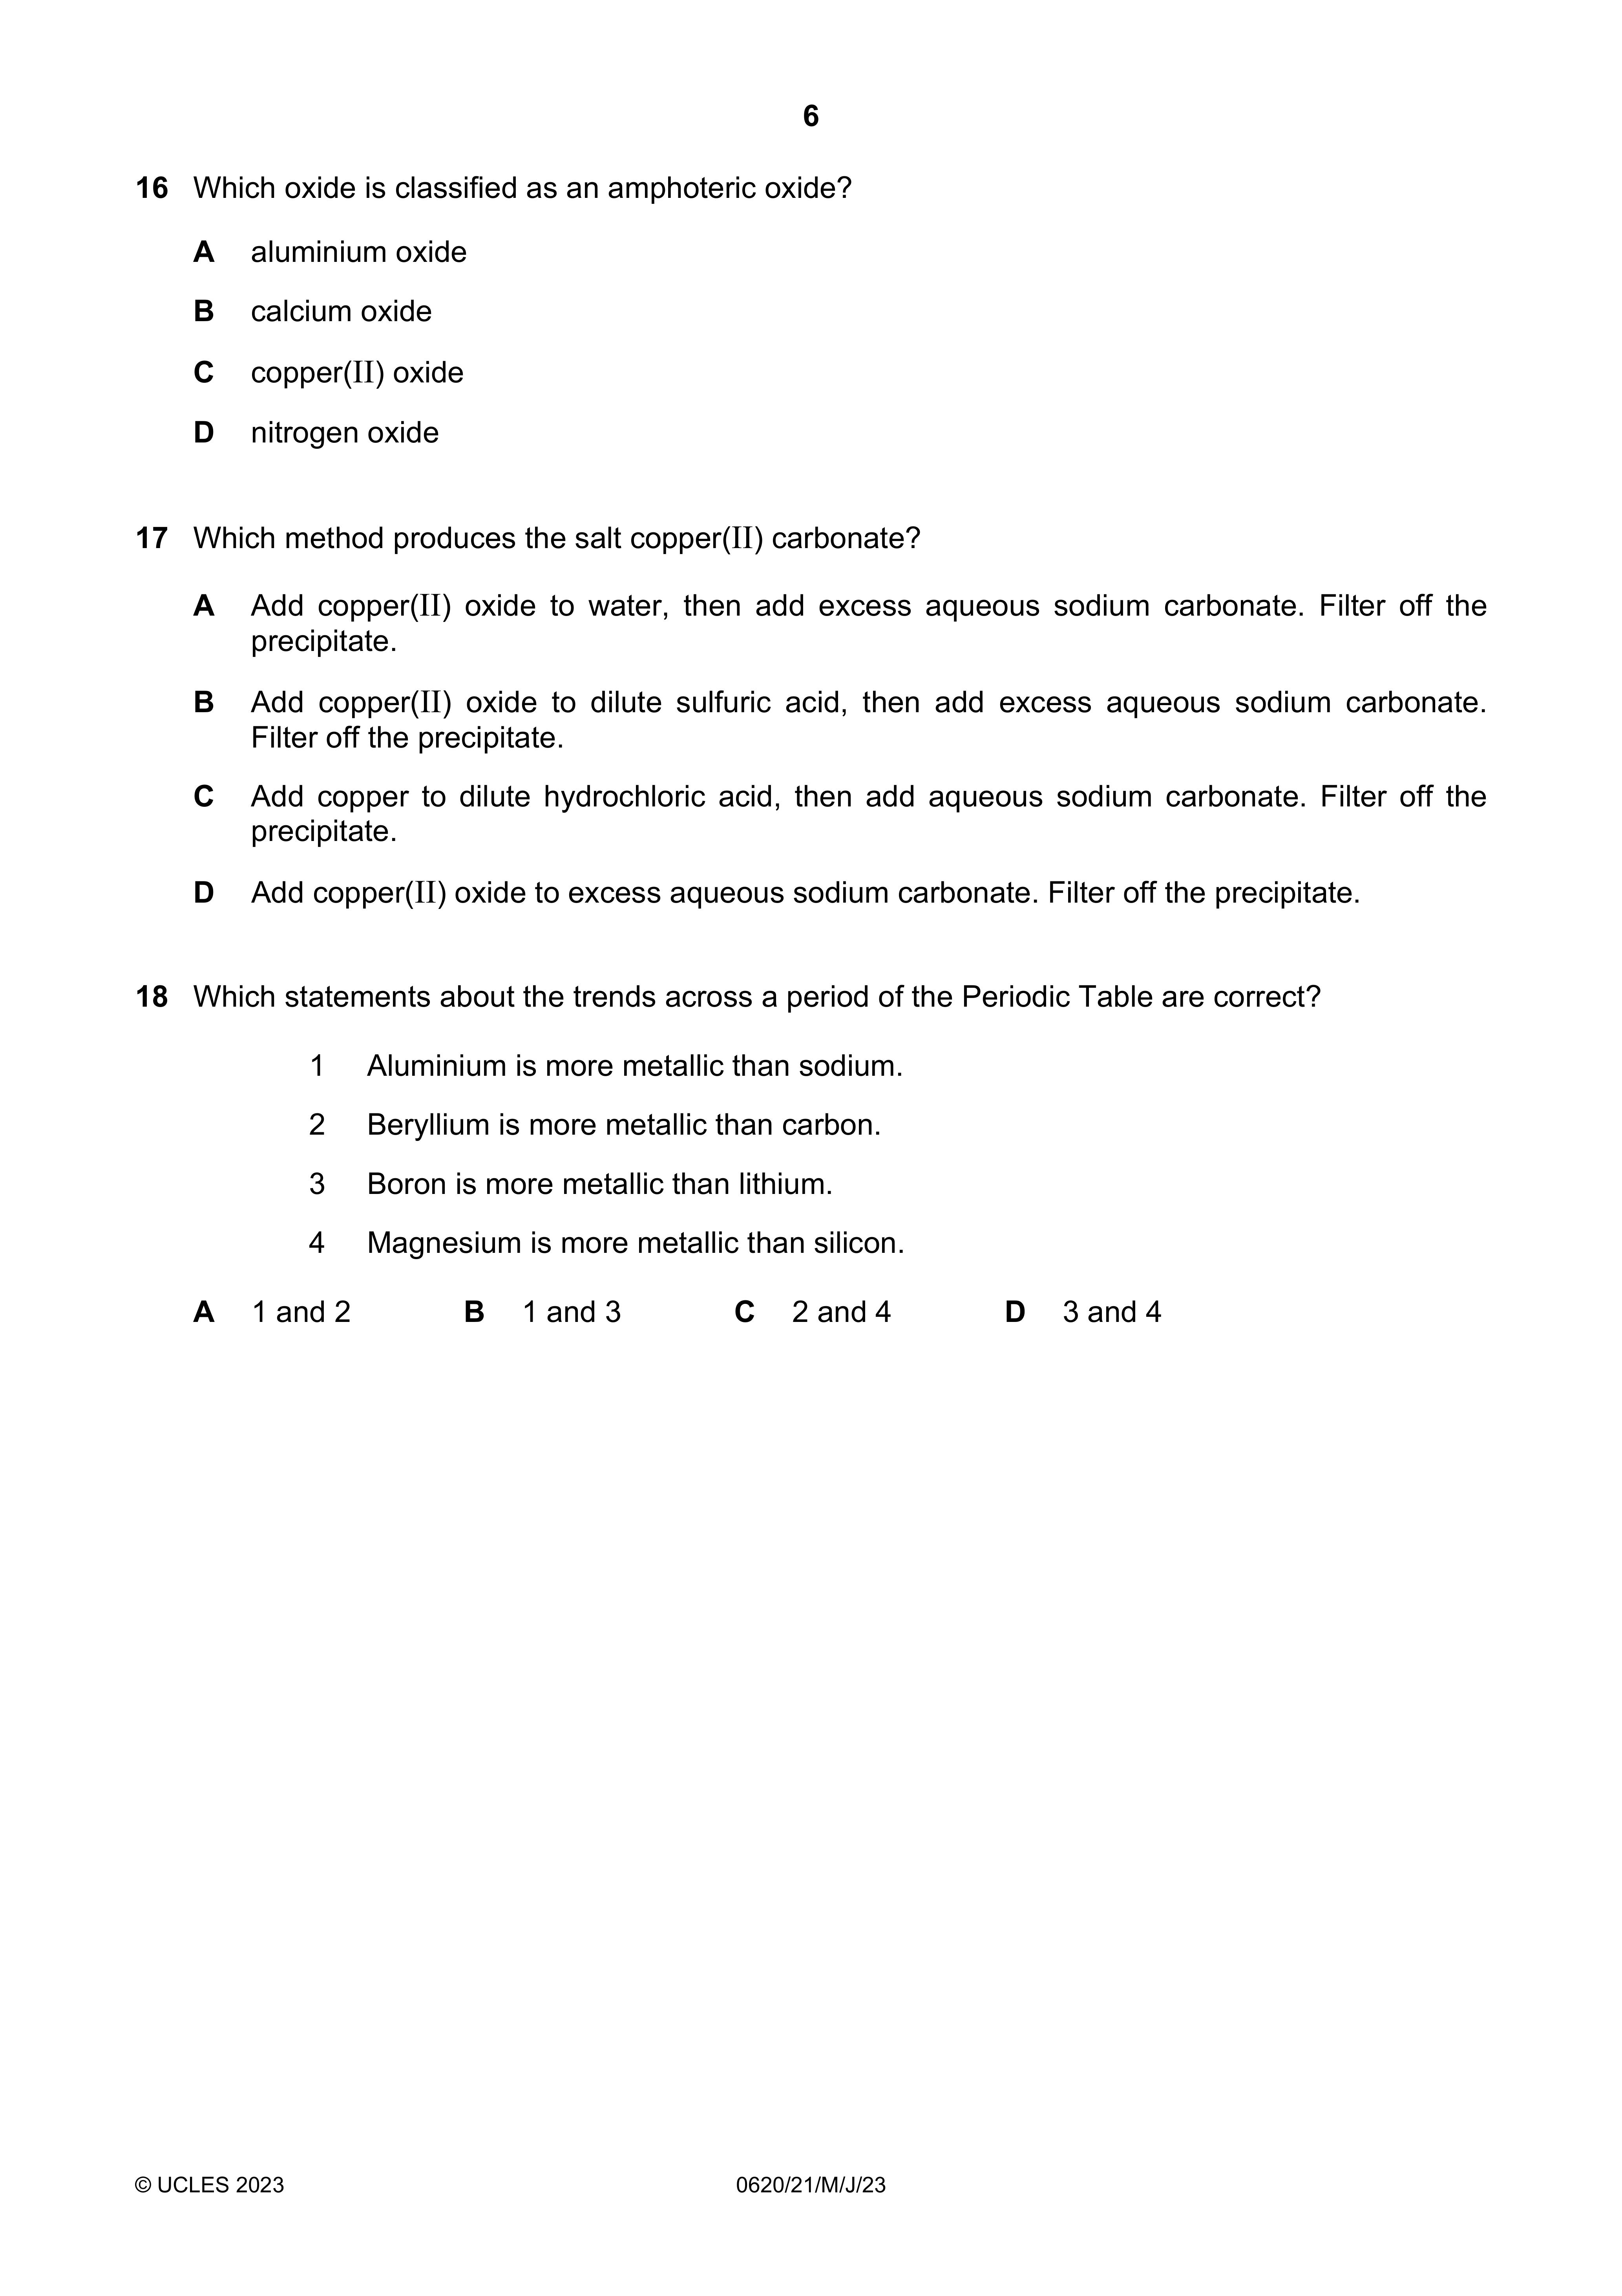 6
16 Which oxide is classified as an amphoteric oxide?
A aluminium oxide
B calcium oxide
C copper(II) oxide
D nitrogen oxide
17 Which method produces the salt copper(II) carbonate?
A Add copper(II) oxide to water, then add excess aqueous sodium carbonate. Filter off the
precipitate.
B Add copper(II) oxide to dilute sulfuric acid, then add excess aqueous sodium carbonate.
Filter off the precipitate.
C Add copper to dilute hydrochloric acid, then add aqueous sodium carbonate. Filter off the
precipitate.
D Add copper(II) oxide to excess aqueous sodium carbonate. Filter off the precipitate.
18 Which statements about the trends across a period of the Periodic Table are correct?
1 Aluminium is more metallic than sodium.
2 Beryllium is more metallic than carbon.
3 Boron is more metallic than lithium.
4 Magnesium is more metallic than silicon.
A 1 and 2 B 1 and 3 C 2 and 4 D 3 and 4
© UCLES 2023 0620/21/M/J/23